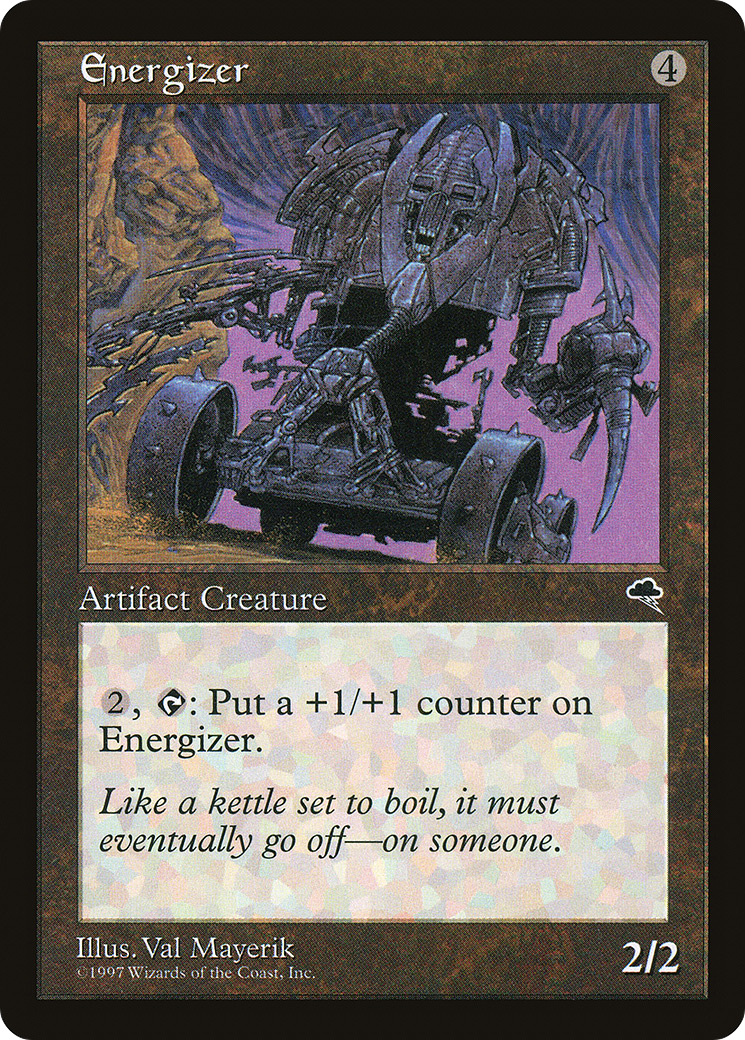 Energizer 4
Artifact Creature
2, : Put a +1/+1 counter on
Energizer.
Like a kettle set to boil, it must
eventually go off—on someone.
Illus. Val Mayerik
©1997 Wizards of the Coast, Inc.
2/2